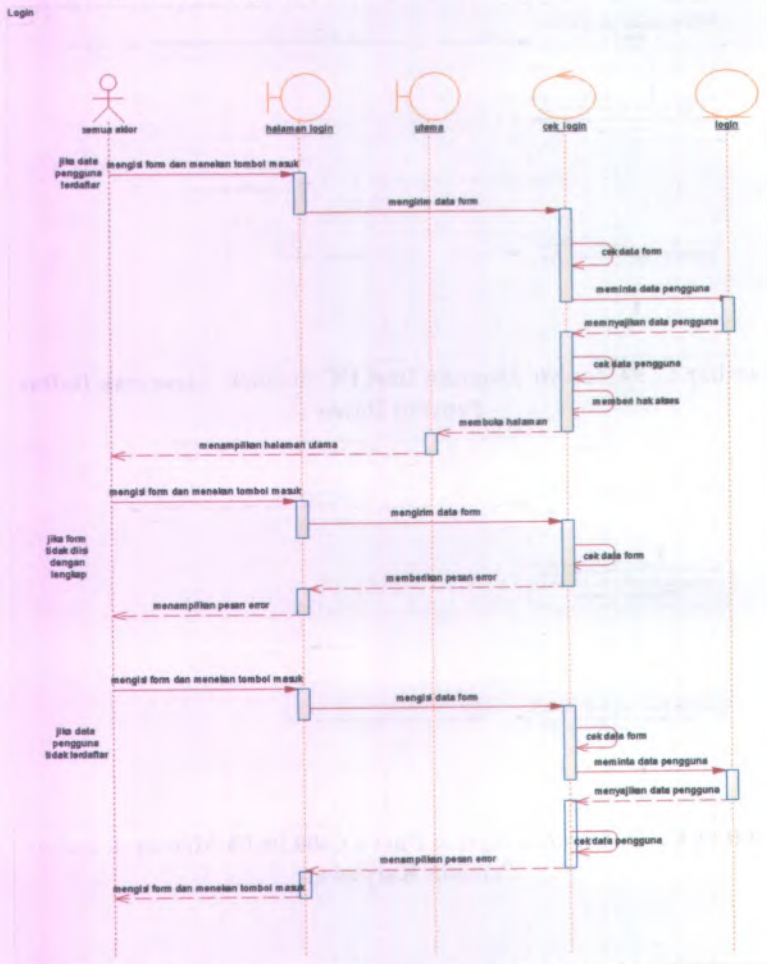 Login
semua aktor
halaman login
utama
cek_login
login
jika data
pengguna
terdaftar
mengisi form dan menekan tombol masuk
mengirim data form
cek data form
meminta data pengguna
memnyajikan data pengguna
cek data pengguna
memberi hak akses
membuka halaman
menampilkan halaman utama
mengisi form dan menekan tombol masuk
mengirim data form
jika form
tidak diisi
dengan
lengkap
cek data form
memberikan pesan error
menampilkan pesan error
mengisi form dan menekan tombol masuk
mengisi data form
jika data
pengguna
tidak terdaftar
cek data form
meminta data pengguna
menyajikan data pengguna
cek data pengguna
menampilkan pesan error
mengisi form dan menekan tombol masuk